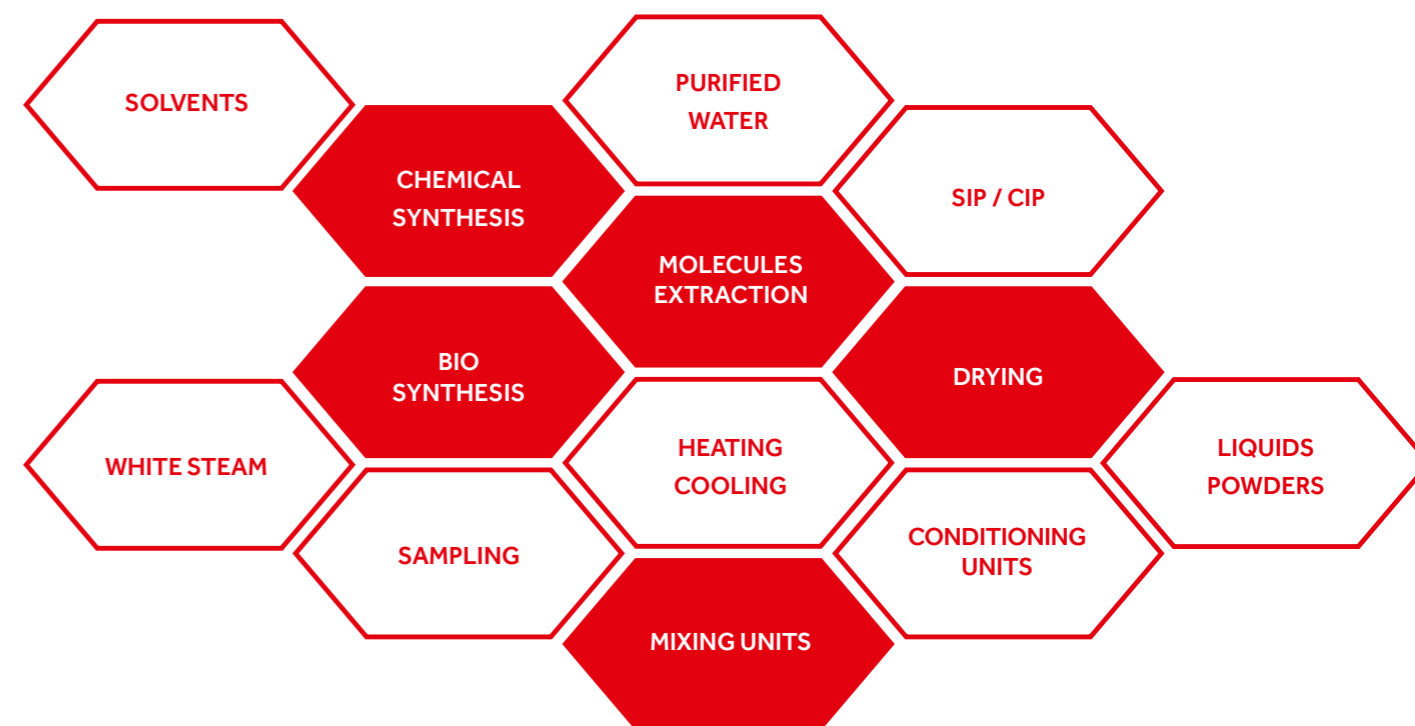 SOLVENTS
PURIFIED
WATER
CHEMICAL
SYNTHESIS
SIP / CIP
MOLECULES
EXTRACTION
BIO
SYNTHESIS
DRYING
WHITE STEAM
HEATING
COOLING
LIQUIDS
POWDERS
SAMPLING
CONDITIONING
UNITS
MIXING UNITS